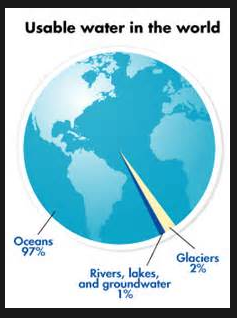 Usable water in the world
Oceans
97%
Rivers, lakes,
and groundwater
1%
Glaciers
2%